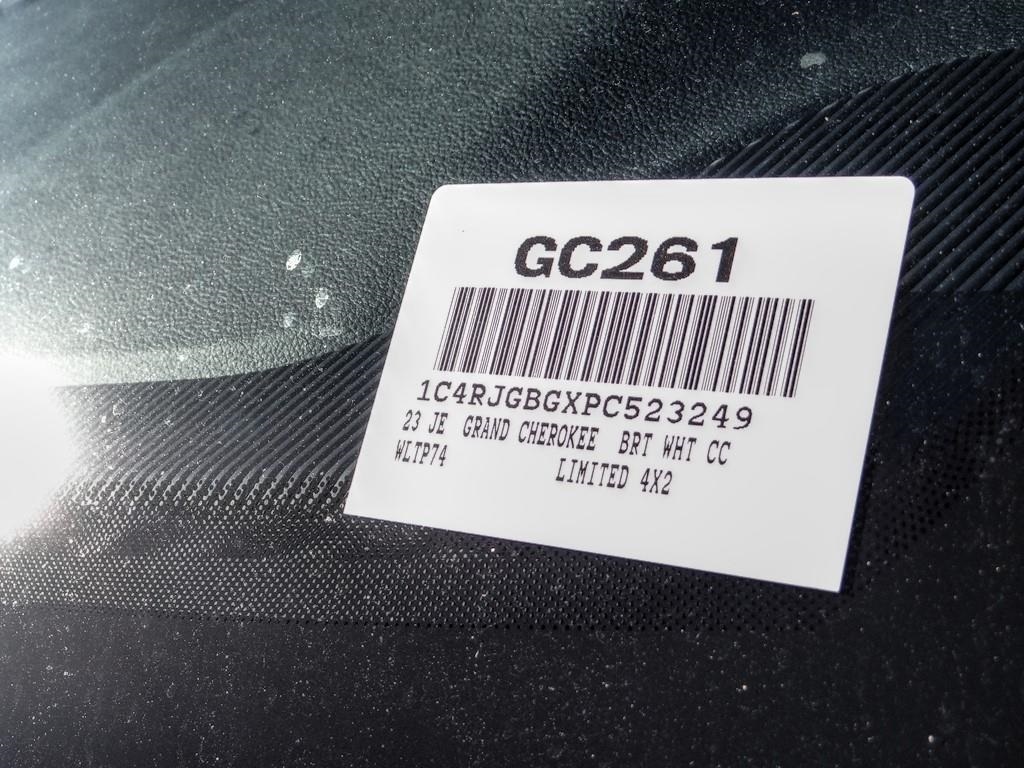 GC261
1C4RJGBGXPC523249
23 JE GRAND CHEROKEE BRT WHT CC
WLTP74 LIMITED 4X2